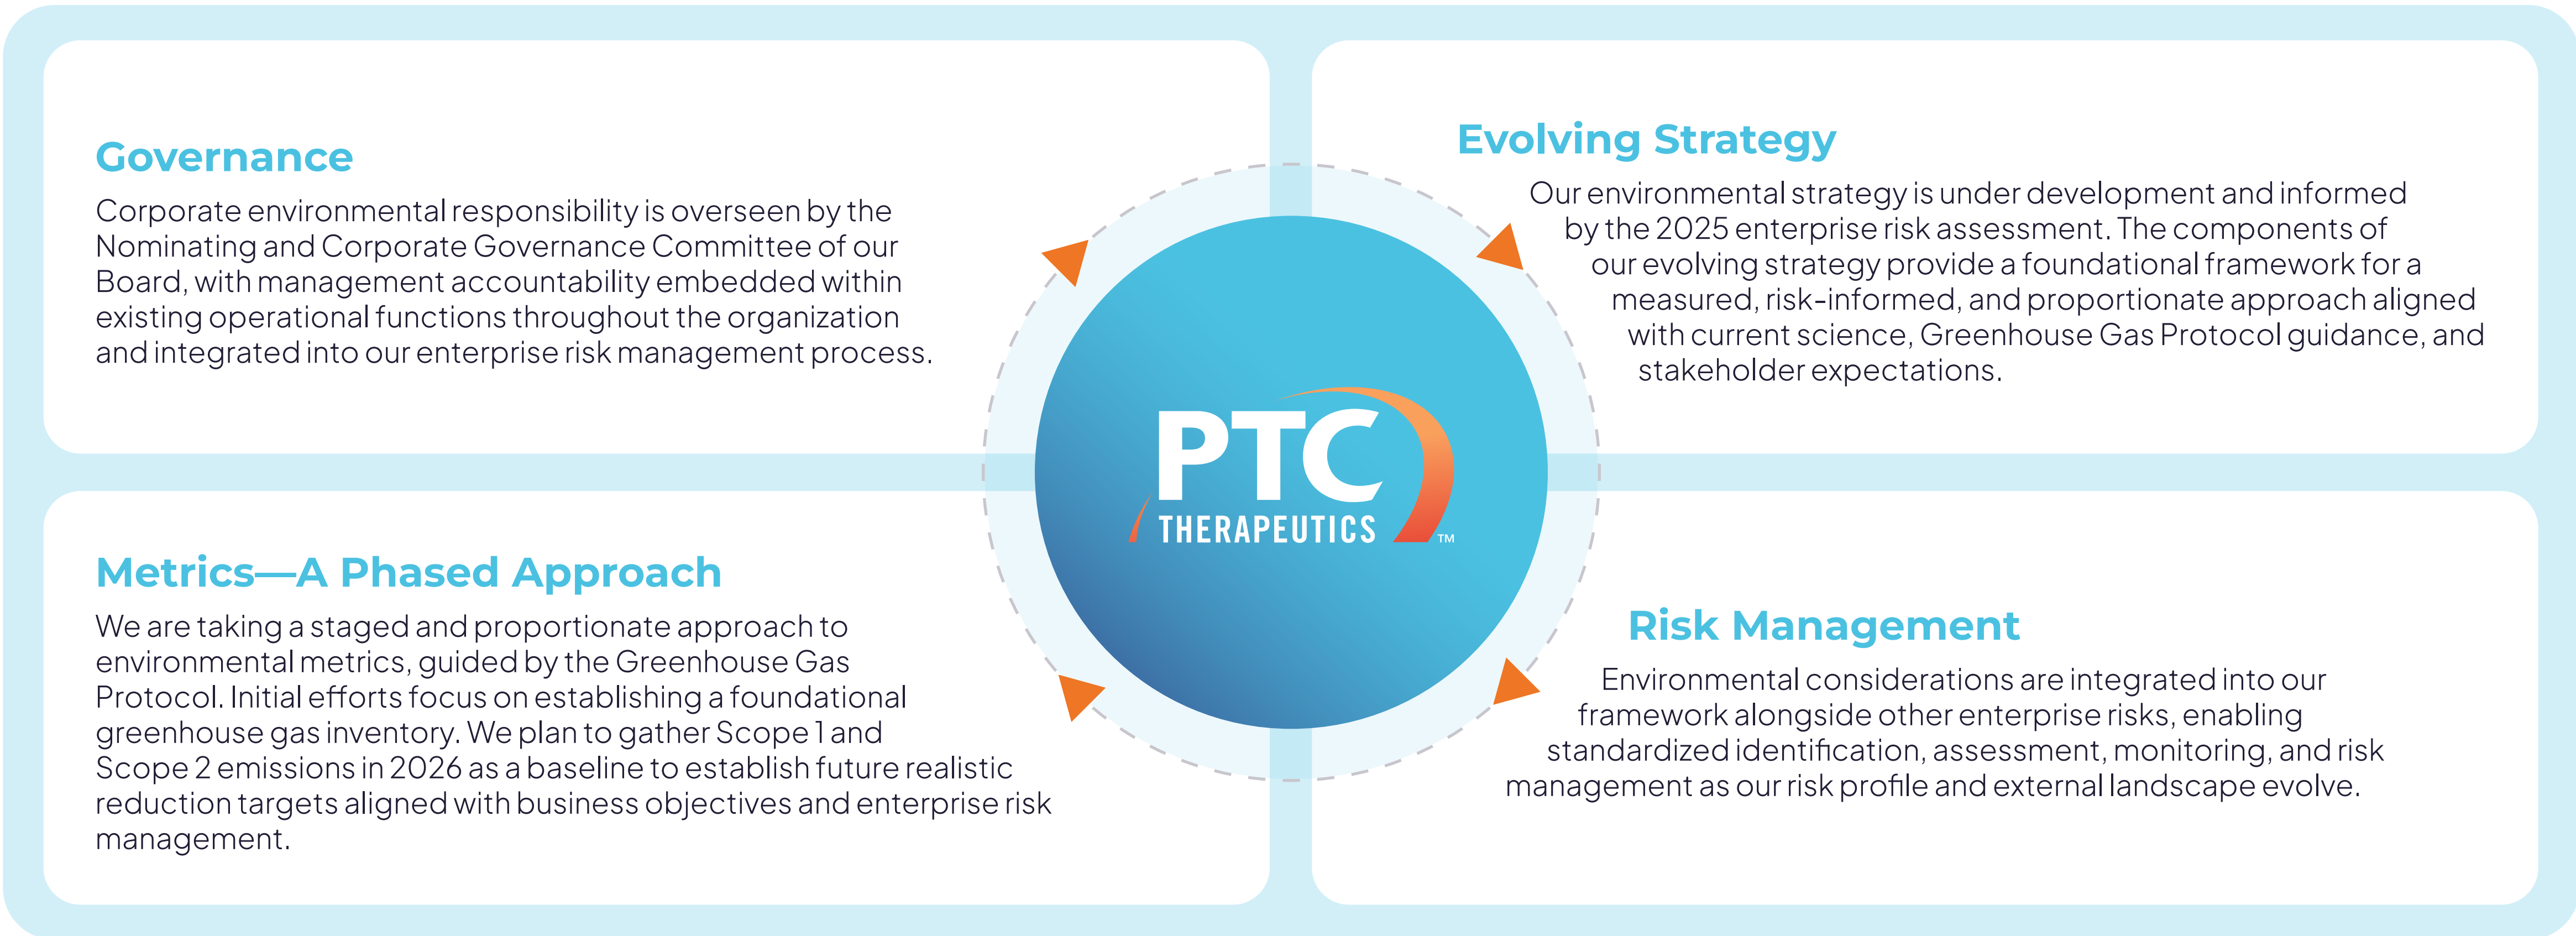 Governance
Corporate environmental responsibility is overseen by the
Nominating and Corporate Governance Committee of our
Board, with management accountability embedded within
existing operational functions throughout the organization
and integrated into our enterprise risk management process.
Evolving Strategy
Our environmental strategy is under development and informed
by the 2025 enterprise risk assessment. The components of
our evolving strategy provide a foundational framework for a
measured, risk-informed, and proportionate approach aligned
with current science, Greenhouse Gas Protocol guidance, and
stakeholder expectations.
PTC
THERAPEUTICS
TM
Metrics—A Phased Approach
We are taking a staged and proportionate approach to
environmental metrics, guided by the Greenhouse Gas
Protocol. Initial efforts focus on establishing a foundational
greenhouse gas inventory. We plan to gather Scope 1 and
Scope 2 emissions in 2026 as a baseline to establish future realistic
reduction targets aligned with business objectives and enterprise risk
management.
Risk Management
Environmental considerations are integrated into our
framework alongside other enterprise risks, enabling
standardized identification, assessment, monitoring, and risk
management as our risk profile and external landscape evolve.